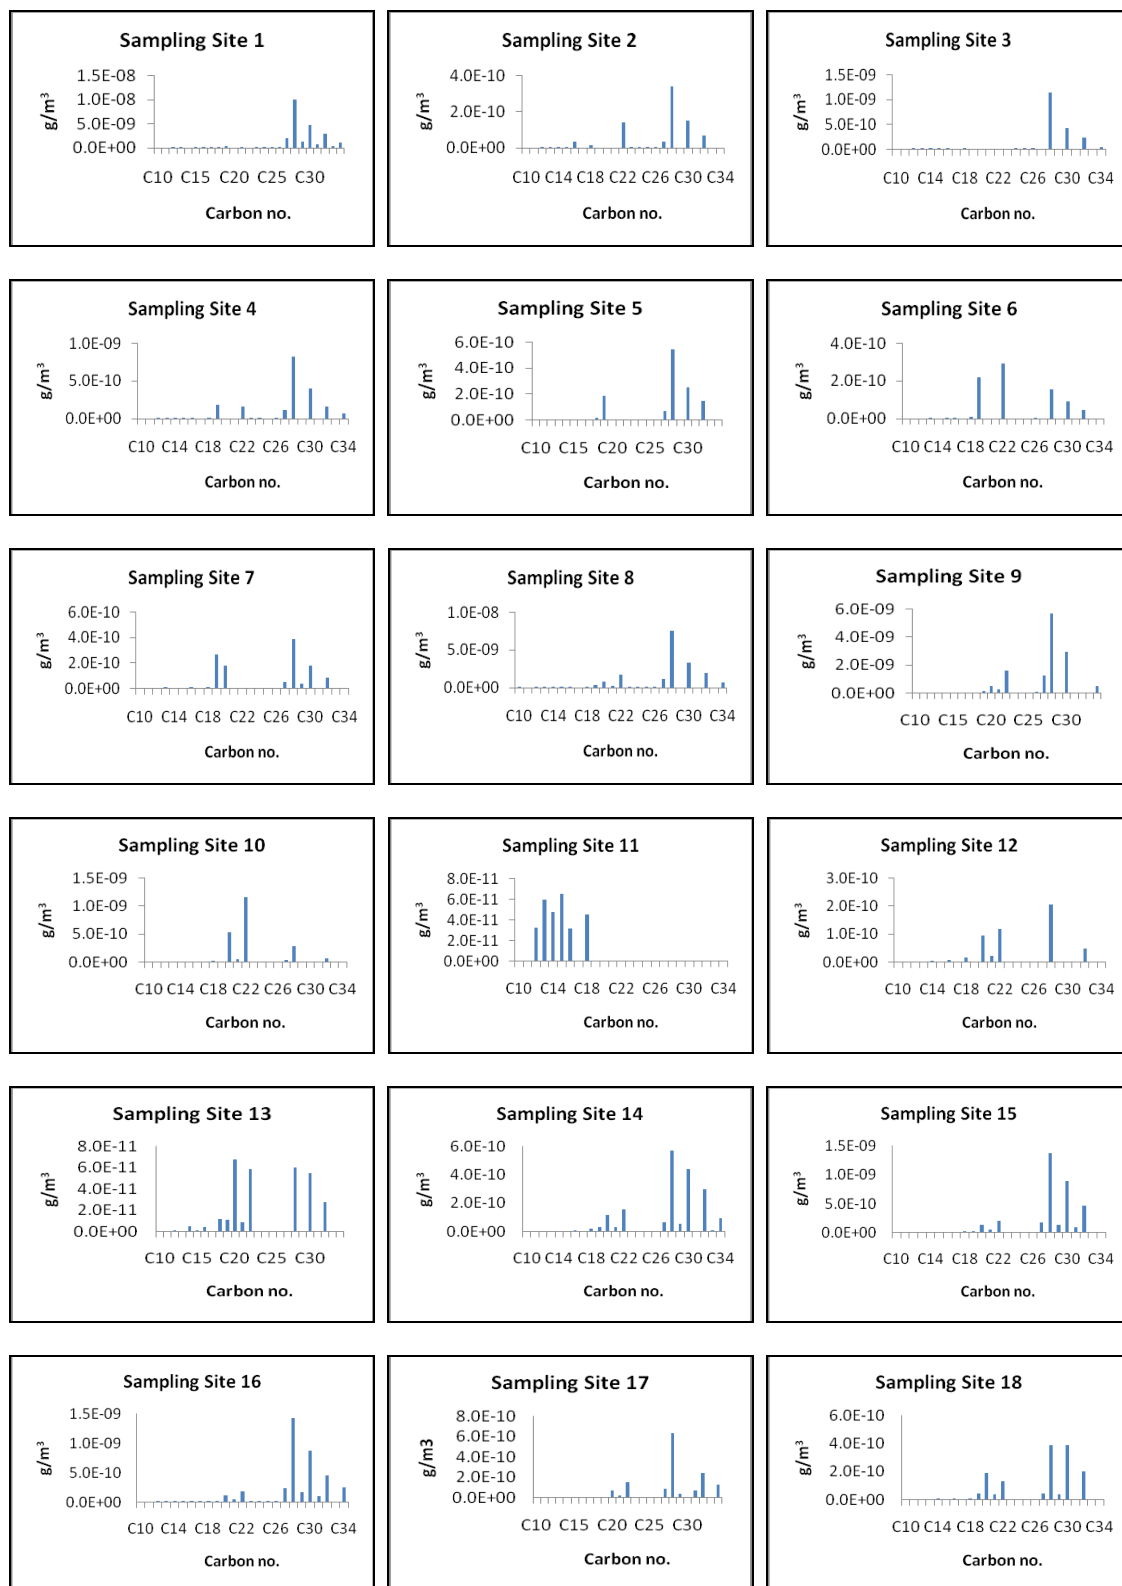 Sampling Site 1
g/m³
1.5E-08
1.0E-08
5.0E-09
0.0E+00
C10 C15 C20 C25 C30
Carbon no.
Sampling Site 2
g/m³
4.0E-10
2.0E-10
0.0E+00
C10 C14 C18 C22 C26 C30 C34
Carbon no.
Sampling Site 3
g/m³
1.5E-09
1.0E-09
5.0E-10
0.0E+00
C10 C14 C18 C22 C26 C30 C34
Carbon no.
Sampling Site 4
g/m³
1.0E-09
5.0E-10
0.0E+00
C10 C14 C18 C22 C26 C30 C34
Carbon no.
Sampling Site 5
g/m³
6.0E-10
4.0E-10
2.0E-10
0.0E+00
C10 C15 C20 C25 C30
Carbon no.
Sampling Site 6
g/m³
4.0E-10
2.0E-10
0.0E+00
C10 C14 C18 C22 C26 C30 C34
Carbon no.
Sampling Site 7
g/m³
6.0E-10
4.0E-10
2.0E-10
0.0E+00
C10 C14 C18 C22 C26 C30 C34
Carbon no.
Sampling Site 8
g/m³
1.0E-08
5.0E-09
0.0E+00
C10 C14 C18 C22 C26 C30 C34
Carbon no.
Sampling Site 9
g/m³
6.0E-09
4.0E-09
2.0E-09
0.0E+00
C10 C15 C20 C25 C30
Carbon no.
Sampling Site 10
g/m³
1.5E-09
1.0E-09
5.0E-10
0.0E+00
C10 C14 C18 C22 C26 C30 C34
Carbon no.
Sampling Site 11
g/m³
8.0E-11
6.0E-11
4.0E-11
2.0E-11
0.0E+00
C10 C14 C18 C22 C26 C30 C34
Carbon no.
Sampling Site 12
g/m³
3.0E-10
2.0E-10
1.0E-10
0.0E+00
C10 C14 C18 C22 C26 C30 C34
Carbon no.
Sampling Site 13
g/m³
8.0E-11
6.0E-11
4.0E-11
2.0E-11
0.0E+00
C10 C15 C20 C25 C30
Carbon no.
Sampling Site 14
g/m³
6.0E-10
4.0E-10
2.0E-10
0.0E+00
C10 C14 C18 C22 C26 C30 C34
Carbon no.
Sampling Site 15
g/m³
1.5E-09
1.0E-09
5.0E-10
0.0E+00
C10 C14 C18 C22 C26 C30 C34
Carbon no.
Sampling Site 16
g/m³
1.5E-09
1.0E-09
5.0E-10
0.0E+00
C10 C14 C18 C22 C26 C30 C34
Carbon no.
Sampling Site 17
g/m3
8.0E-10
6.0E-10
4.0E-10
2.0E-10
0.0E+00
C10 C15 C20 C25 C30
Carbon no.
Sampling Site 18
g/m³
6.0E-10
4.0E-10
2.0E-10
0.0E+00
C10 C14 C18 C22 C26 C30 C34
Carbon no.